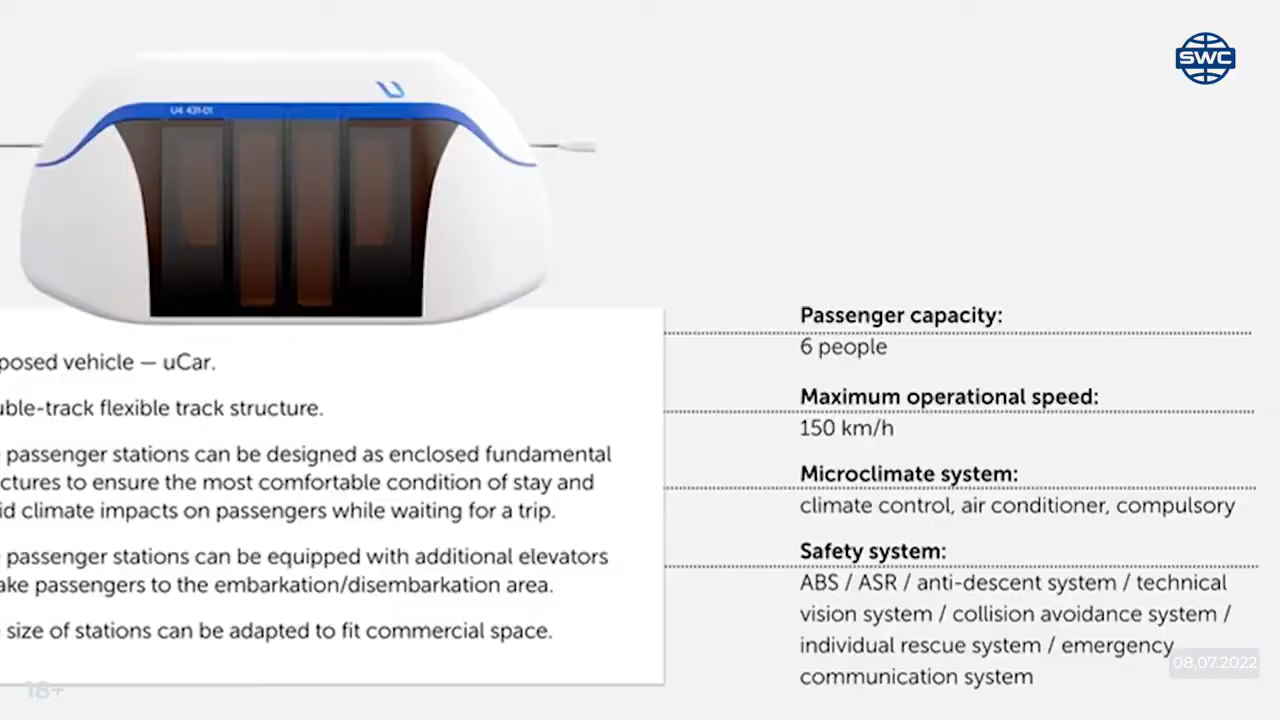 SWC
U4 431-01
posed vehicle — uCar.
uble-track flexible track structure.
passenger stations can be designed as enclosed fundamental
ctures to ensure the most comfortable condition of stay and
id climate impacts on passengers while waiting for a trip.
passenger stations can be equipped with additional elevators
ake passengers to the embarkation/disembarkation area.
size of stations can be adapted to fit commercial space.
Passenger capacity:
6 people
Maximum operational speed:
150 km/h
Microclimate system:
climate control, air conditioner, compulsory
Safety system:
ABS / ASR / anti-descent system / technical
vision system / collision avoidance system /
individual rescue system / emergency
communication system
08.07.2022
18+